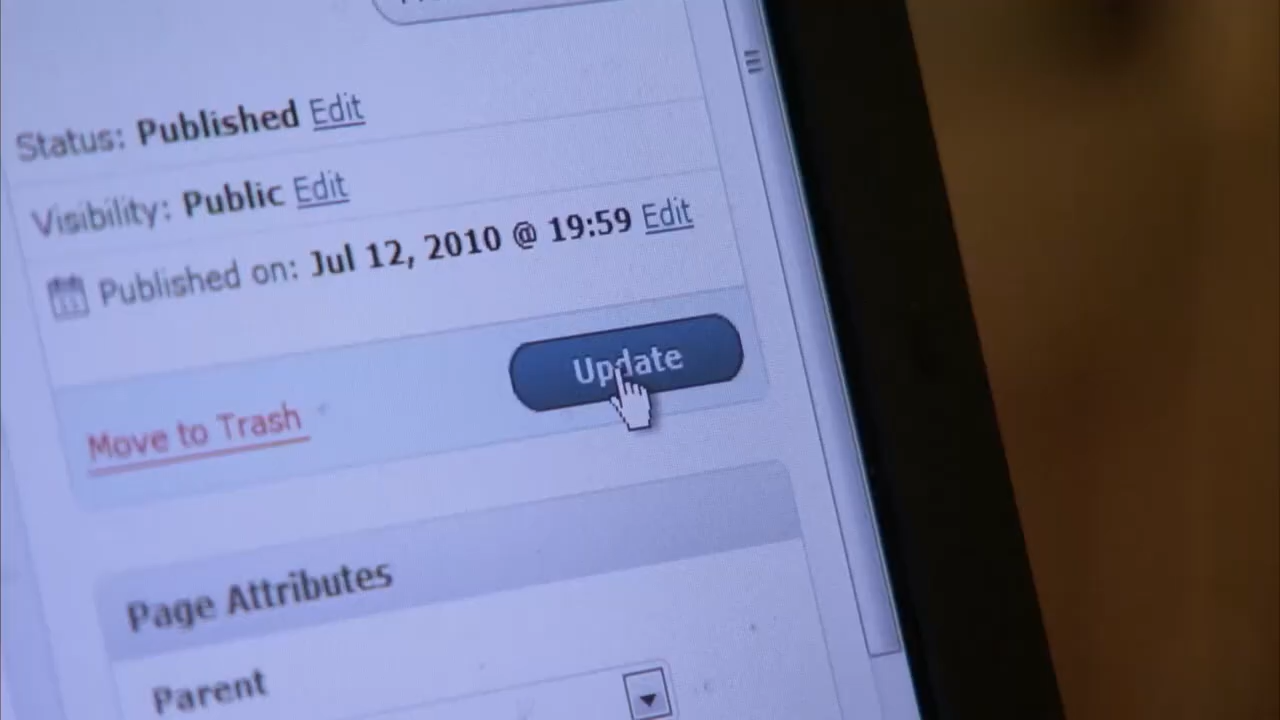 Status: Published Edit
Visibility: Public Edit
Published on: Jul 12, 2010 @ 19:59 Edit
Update
Move to Trash
Page Attributes
Parent